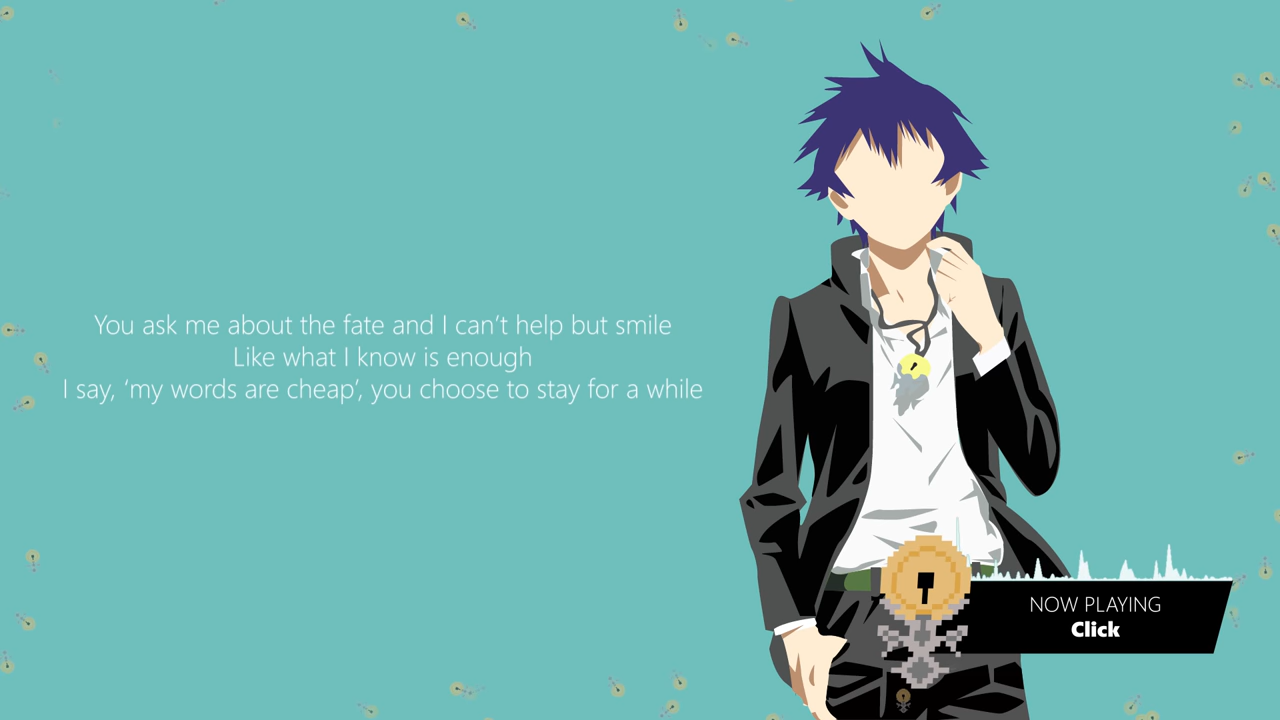 You ask me about the fate and I can’t help but smile
Like what I know is enough
I say, ‘my words are cheap’, you choose to stay for a while
NOW PLAYING
Click